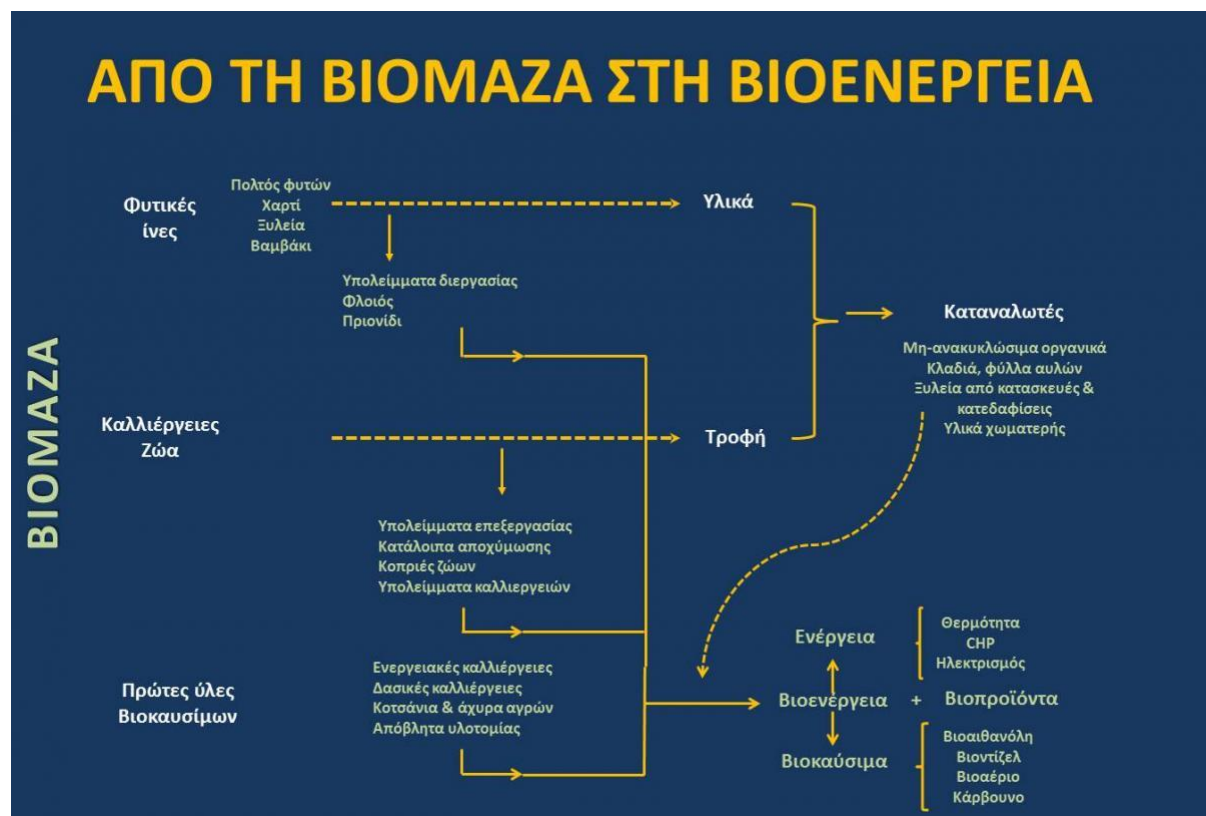 ΑΠΟ ΤΗ ΒΙΟΜΑΖΑ ΣΤΗ ΒΙΟΕΝΕΡΓΕΙΑ
ΒΙΟΜΑΖΑ
Φυτικές
ίνες
Πολτός φυτών
Χαρτί
Ξυλεία
Βαμβάκι
Υλικά
Υπολείμματα διεργασίας
Φλοιός
Πριονίδι
Καταναλωτές
Μη-ανακυκλώσιμα οργανικά
Κλαδιά, φύλλα αυλών
Ξυλεία από κατασκευές &
κατεδαφίσεις
Υλικά χωματερής
Καλλιέργειες
Ζώα
Τροφή
Υπολείμματα επεξεργασίας
Κατάλοιπα αποχύμωσης
Κοπριές ζώων
Υπολείμματα καλλιεργειών
Πρώτες ύλες
Βιοκαυσίμων
Ενεργειακές καλλιέργειες
Δασικές καλλιέργειες
Κοτσάνια & άχυρα αγρών
Απόβλητα υλοτομίας
Ενέργεια
Θερμότητα
CHP
Ηλεκτρισμός
Βιοενέργεια + Βιοπροϊόντα
Βιοκαύσιμα
Βιοαιθανόλη
Βιοντίζελ
Βιοαέριο
Κάρβουνο